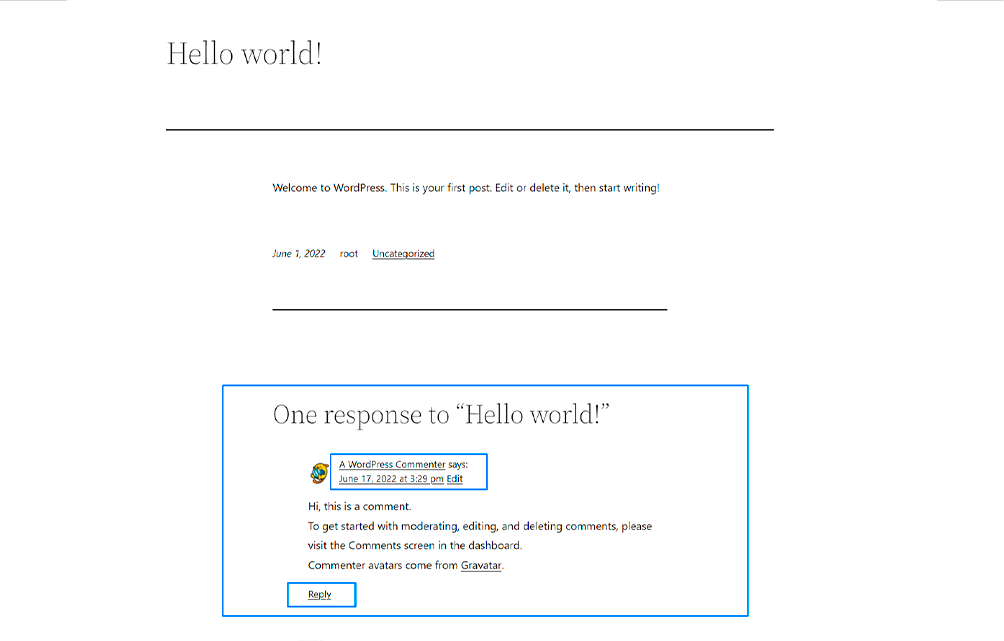 Hello world!
Welcome to WordPress. This is your first post. Edit or delete it, then start writing!
June 1, 2022 root Uncategorized
One response to “Hello world!”
A WordPress Commenter says:
June 17, 2022 at 3:29 pm Edit
Hi, this is a comment.
To get started with moderating, editing, and deleting comments, please
visit the Comments screen in the dashboard.
Commenter avatars come from Gravatar.
Reply